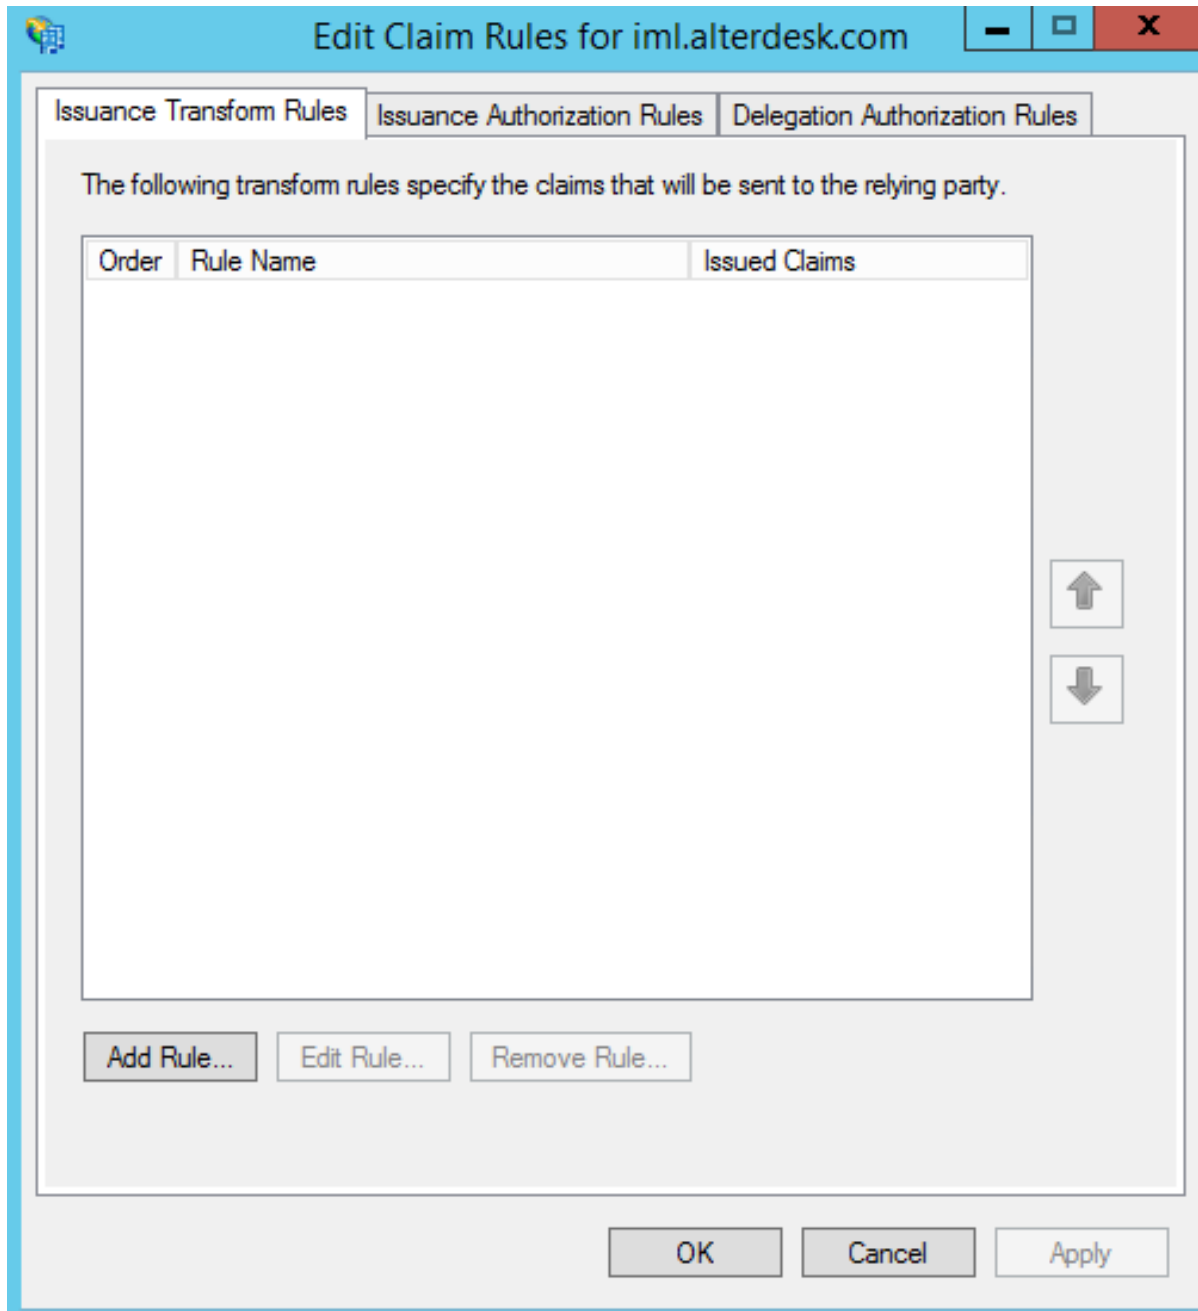 Edit Claim Rules for iml.alterdesk.com
Issuance Transform Rules Issuance Authorization Rules Delegation Authorization Rules
The following transform rules specify the claims that will be sent to the relying party.
Order Rule Name Issued Claims
Add Rule... Edit Rule... Remove Rule...
OK Cancel Apply